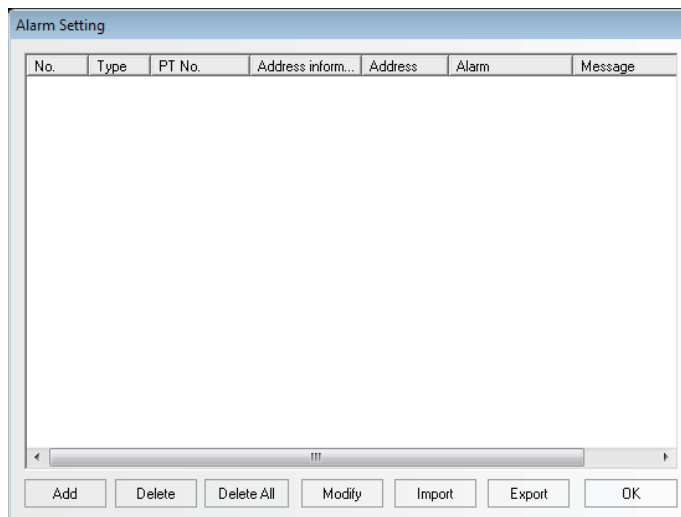 Alarm Setting
No. Type PT No. Address inform... Address Alarm Message
Add Delete Delete All Modify Import Export OK